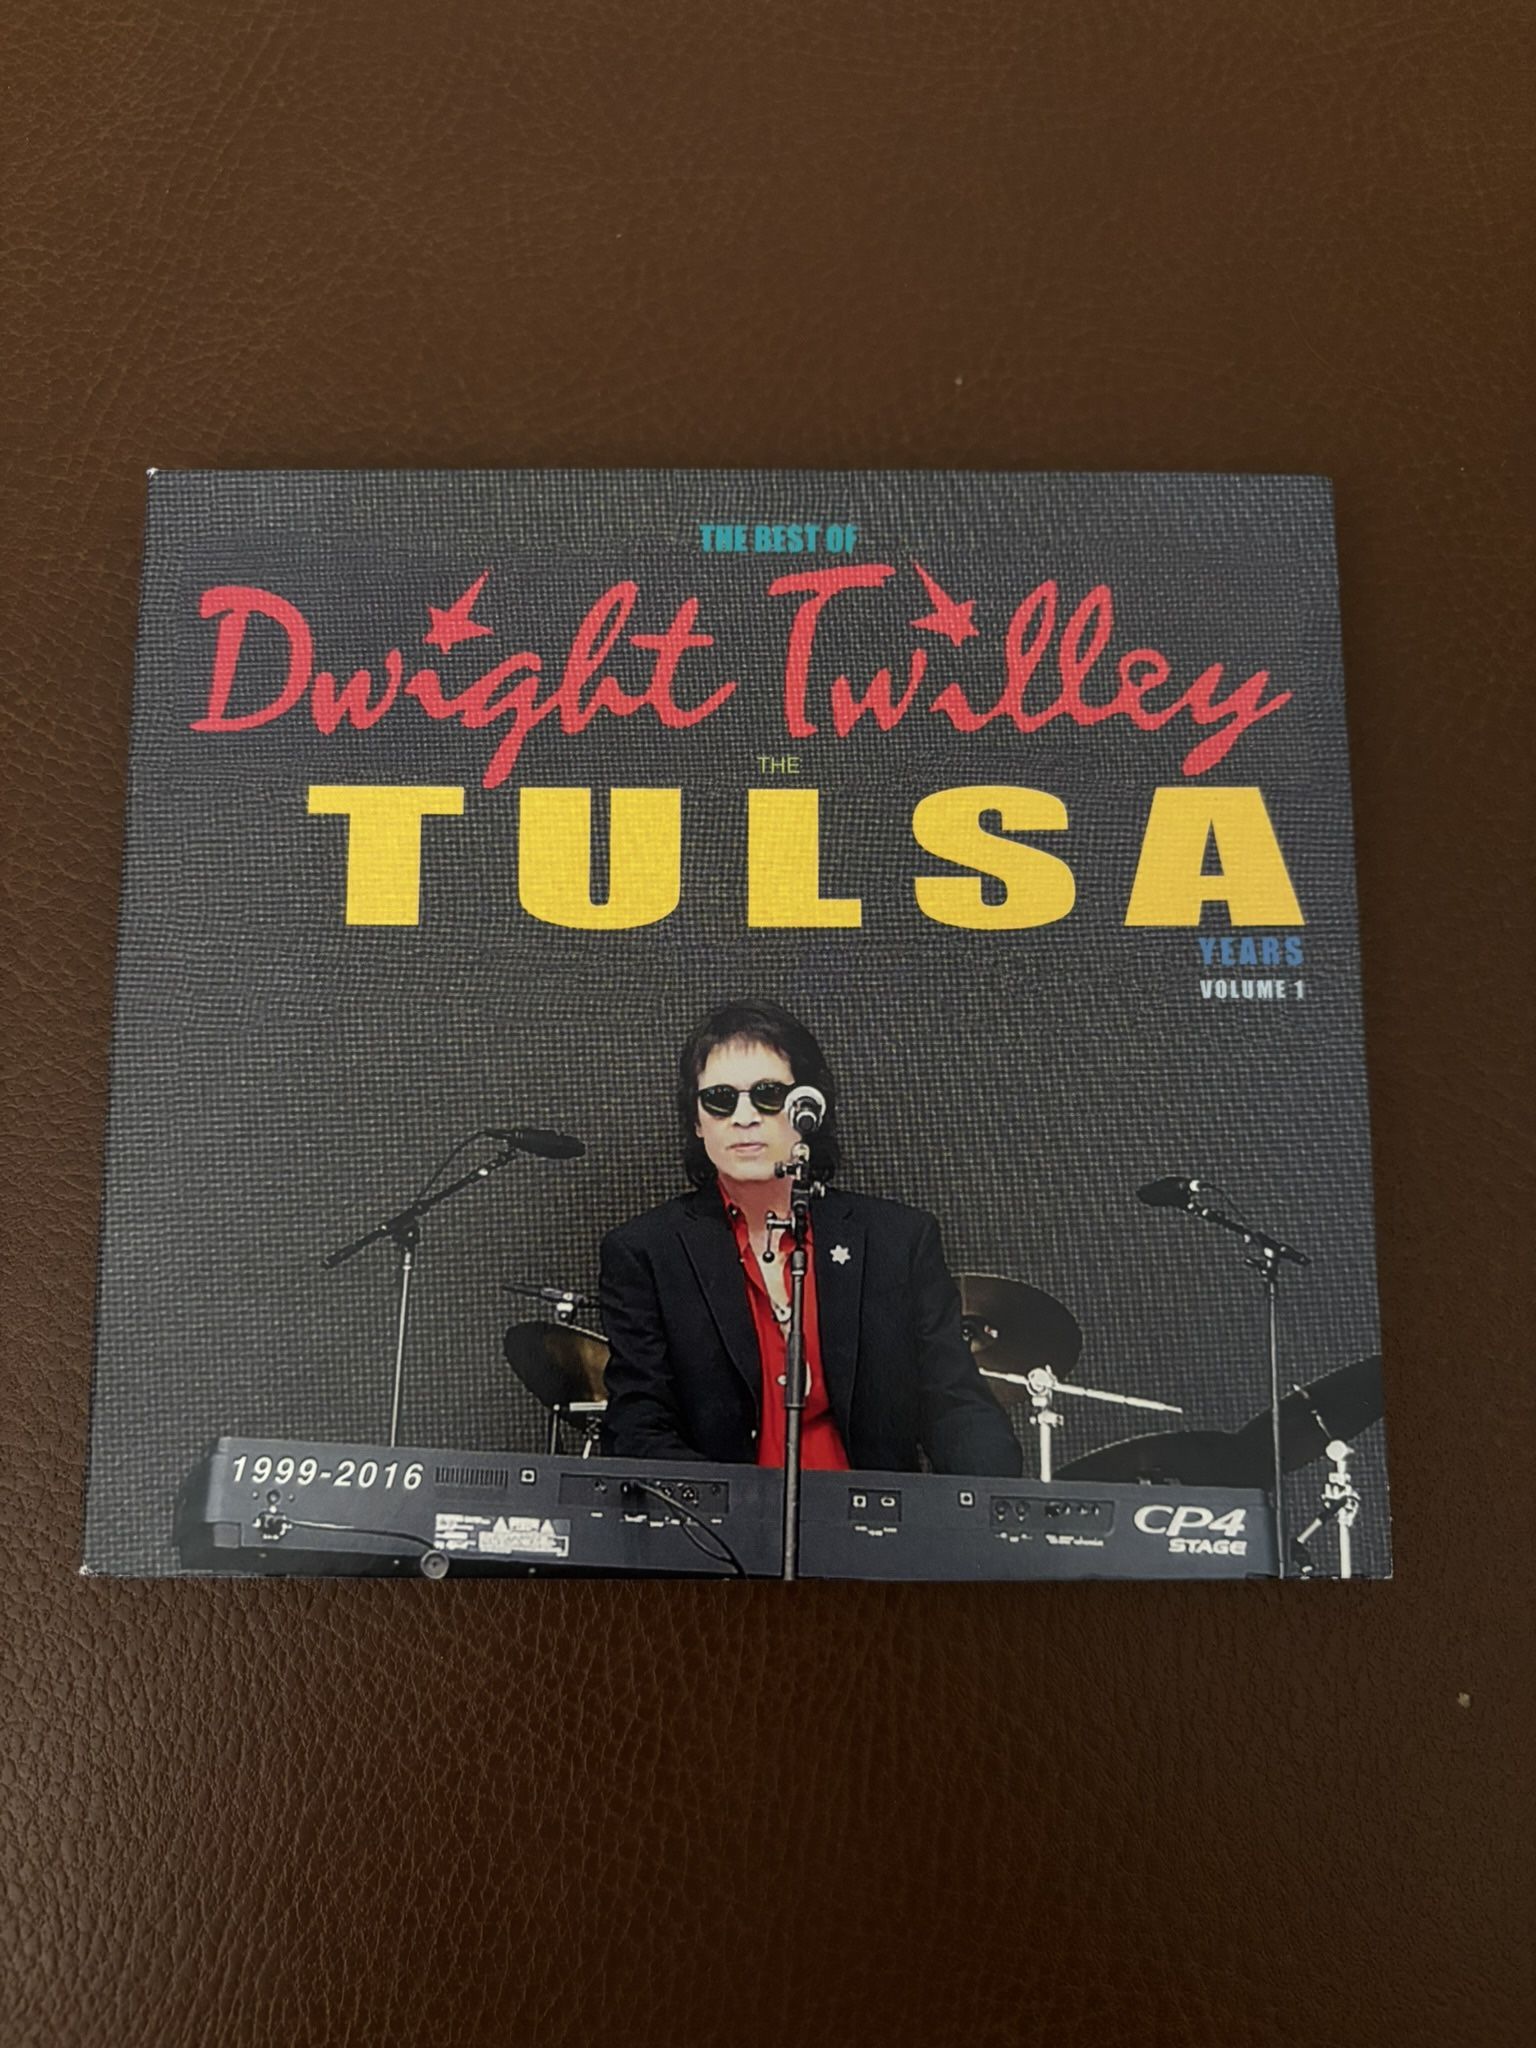 THE BEST OF
Dwight Twilley
THE
TULSA
YEARS
VOLUME 1
1999-2016
CP4
STAGE